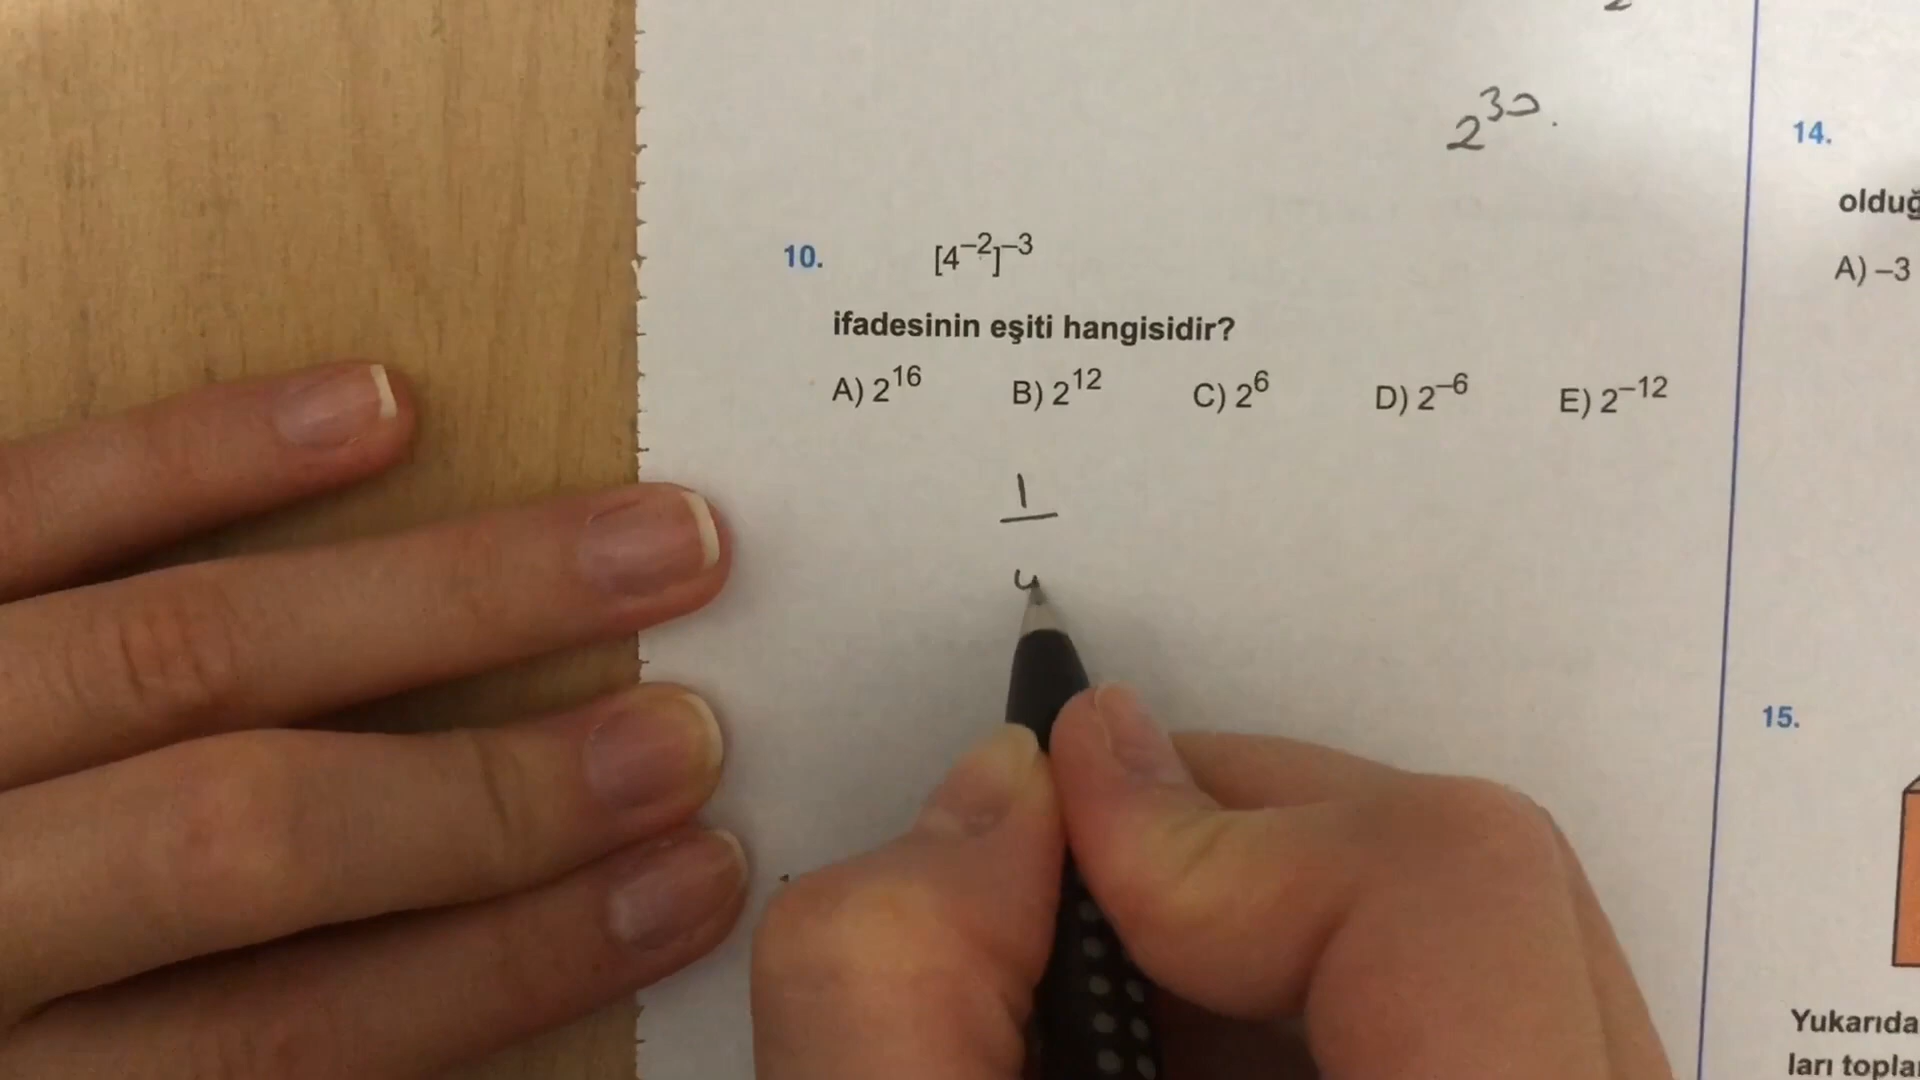 2³⁰.
10. [4⁻²]⁻³
ifadesinin eşiti hangisidir?
A) 2¹⁶ B) 2¹² C) 2⁶ D) 2⁻⁶ E) 2⁻¹²
1
4
14.
olduğ
A) –3
15.
Yukarıda
ları topla